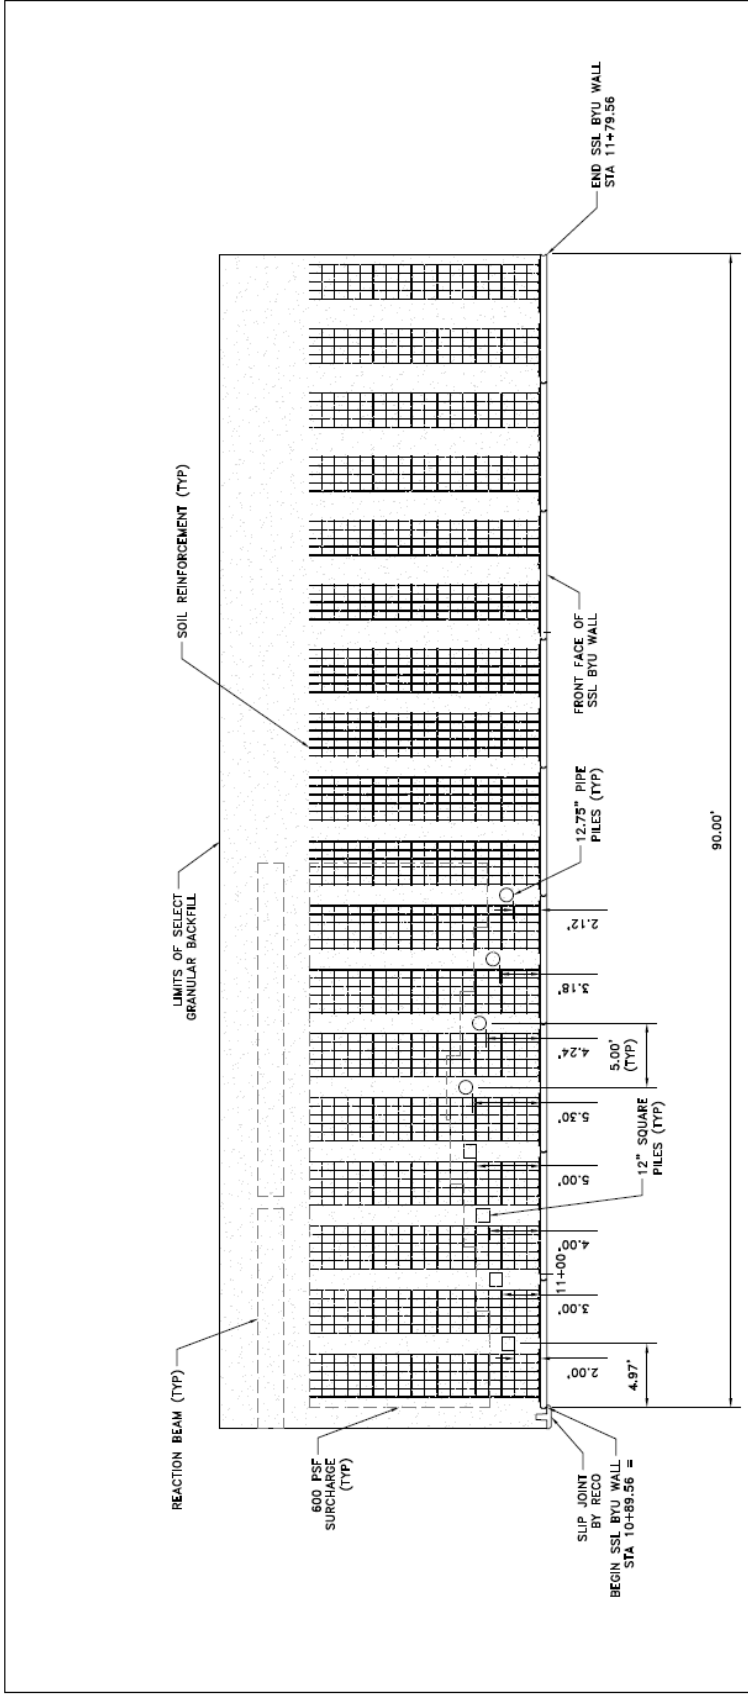 LIMITS OF SELECT
GRANULAR BACKFILL
SOIL REINFORCEMENT (TYP)
REACTION BEAM (TYP)
600 PSF
SURCHARGE
(TYP)
SLIP JOINT
BY RECO
BEGIN SSL BYU WALL
STA 10+89.56 =
4.97'
2.00'
3.00'
11+00
4.00'
12" SQUARE
PILES (TYP)
5.00'
5.30'
5.00'
(TYP)
4.24'
3.18'
2.12'
12.75" PIPE
PILES (TYP)
FRONT FACE OF
SSL BYU WALL
END SSL BYU WALL
STA 11+79.56
90.00'